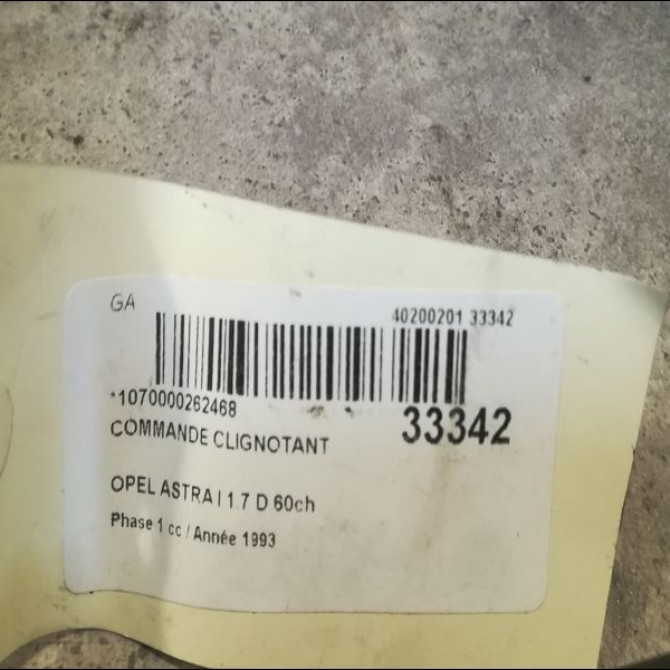 GA
40200201 33342
*1070000262468
33342
COMMANDE CLIGNOTANT
OPEL ASTRA I 1.7 D 60ch
Phase 1 cc / Année 1993